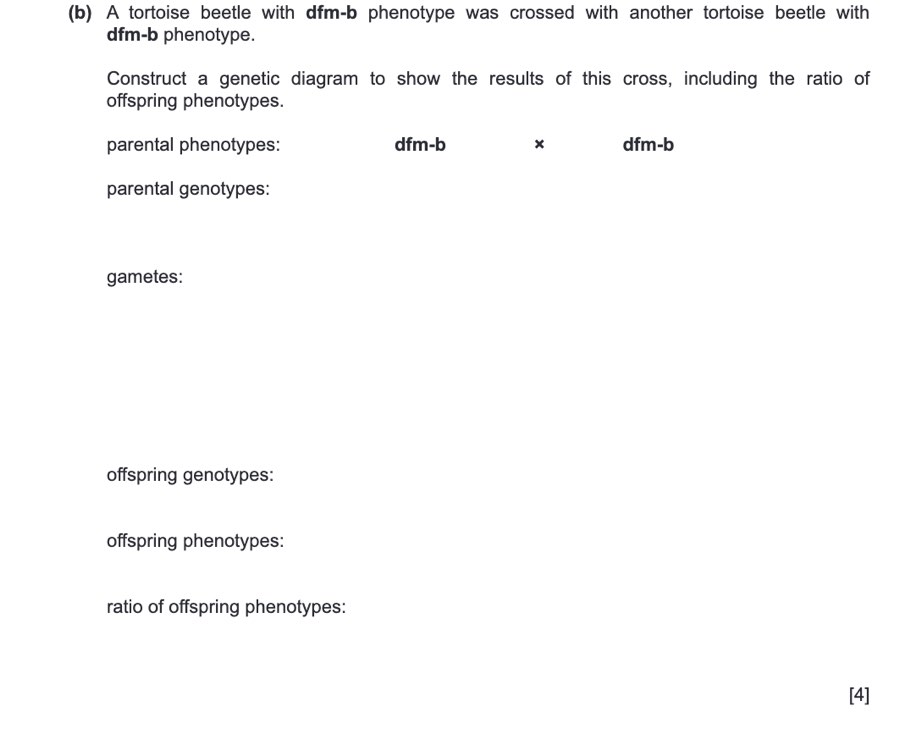 (b) A tortoise beetle with dfm-b phenotype was crossed with another tortoise beetle with
dfm-b phenotype.
Construct a genetic diagram to show the results of this cross, including the ratio of
offspring phenotypes.
parental phenotypes: dfm-b × dfm-b
parental genotypes:
gametes:
offspring genotypes:
offspring phenotypes:
ratio of offspring phenotypes:
[4]